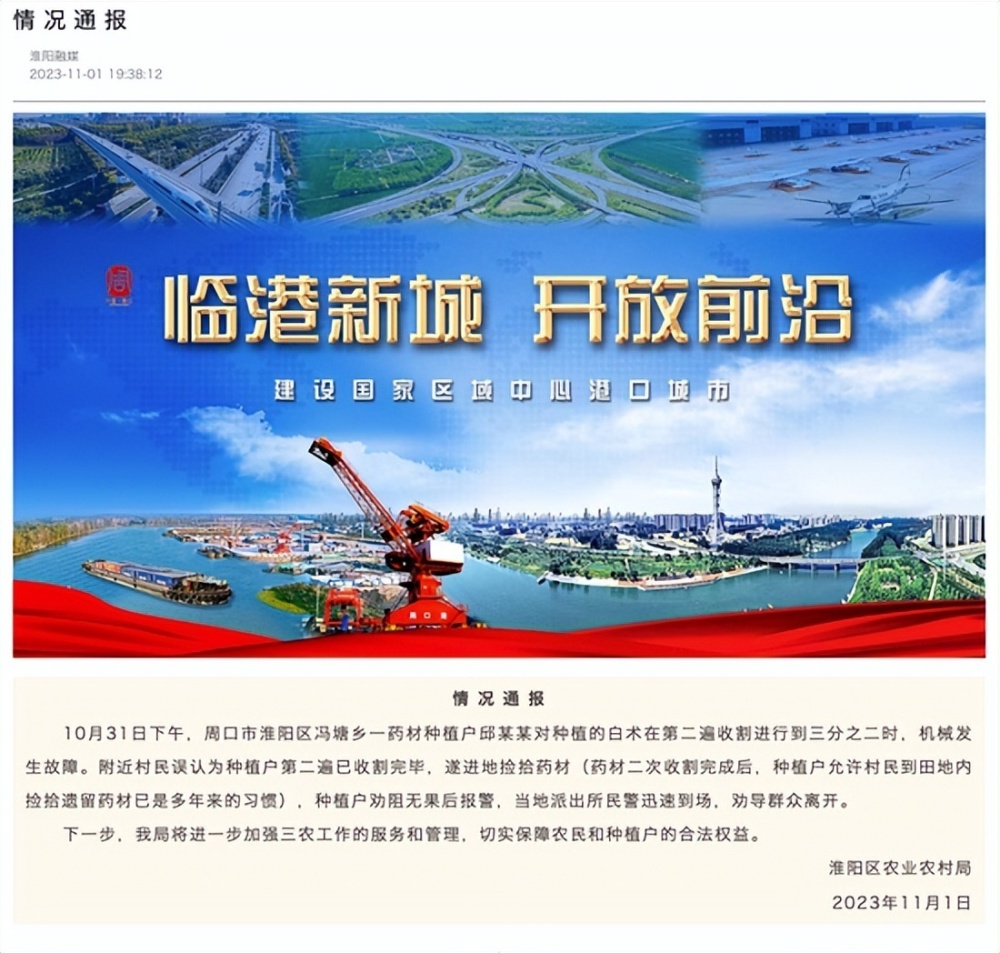 情况通报
淮阳融媒
2023-11-01 19:38:12
临港新城 开放前沿
建设国家区域中心港口城市
周口港
情况通报
10月31日下午，周口市淮阳区冯塘乡一药材种植户邱某某对种植的白术在第二遍收割进行到三分之二时，机械发
生故障。附近村民误认为种植户第二遍已收割完毕，遂进地捡拾药材（药材二次收割完成后，种植户允许村民到田地内
捡拾遗留药材已是多年来的习惯），种植户劝阻无果后报警，当地派出所民警迅速到场，劝导群众离开。
下一步，我局将进一步加强三农工作的服务和管理，切实保障农民和种植户的合法权益。
淮阳区农业农村局
2023年11月1日